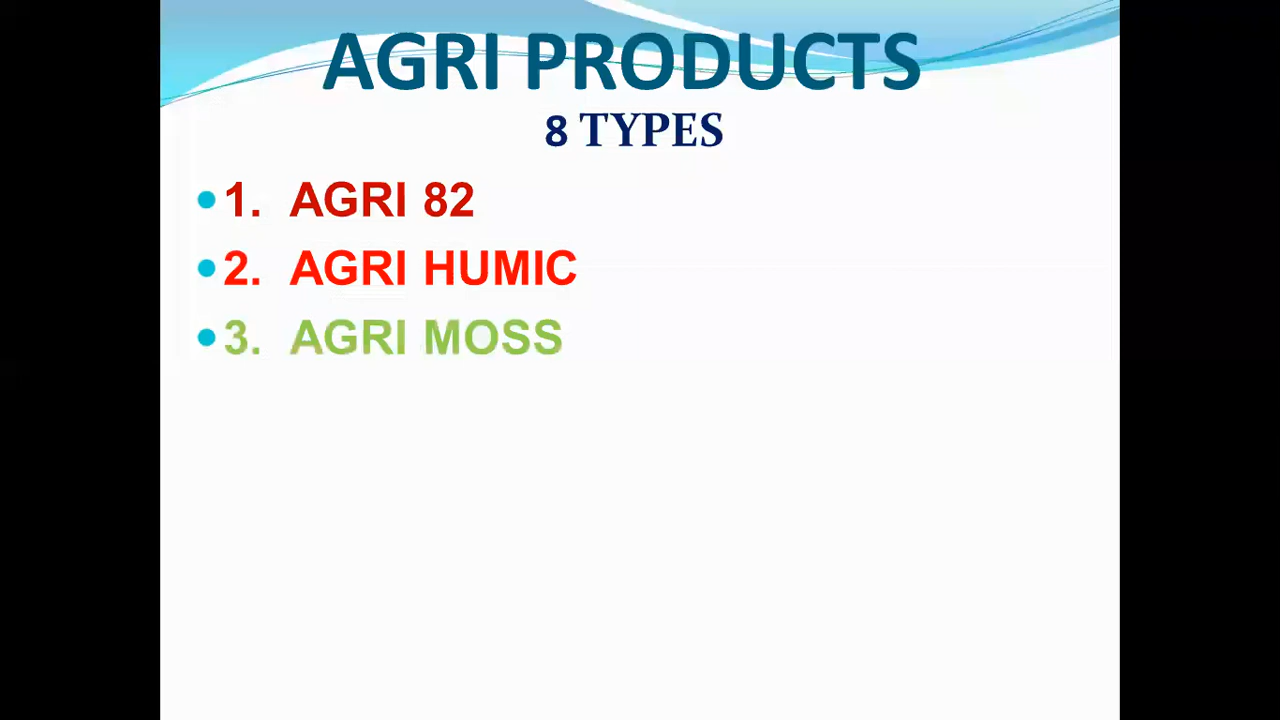 AGRI PRODUCTS
8 TYPES
• 1. AGRI 82
• 2. AGRI HUMIC
• 3. AGRI MOSS